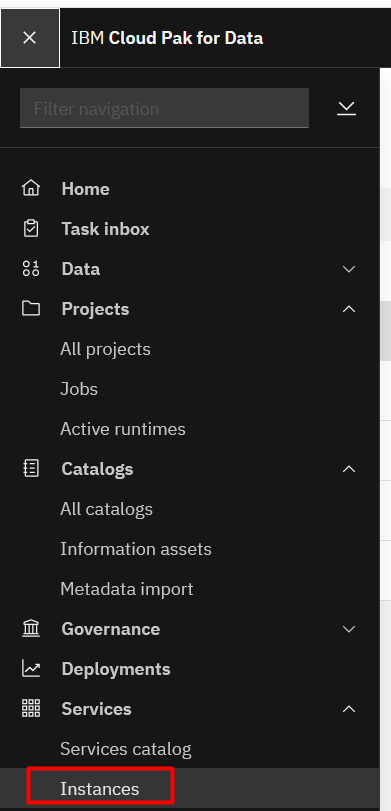 IBM Cloud Pak for Data
Filter navigation
Home
Task inbox
Data
Projects
All projects
Jobs
Active runtimes
Catalogs
All catalogs
Information assets
Metadata import
Governance
Deployments
Services
Services catalog
Instances